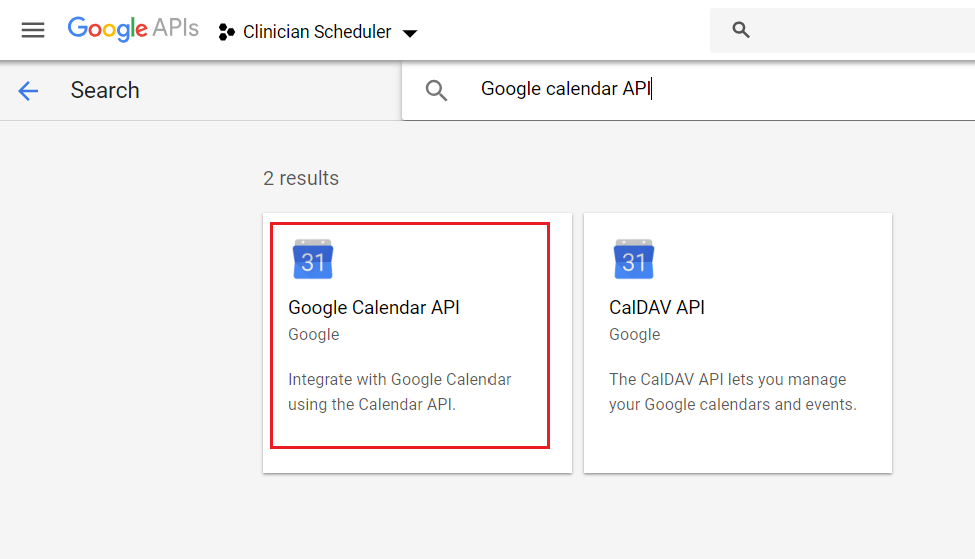 Google APIs Clinician Scheduler
Search Google calendar API
2 results
31
Google Calendar API
Google
Integrate with Google Calendar
using the Calendar API.
31
CalDAV API
Google
The CalDAV API lets you manage
your Google calendars and events.